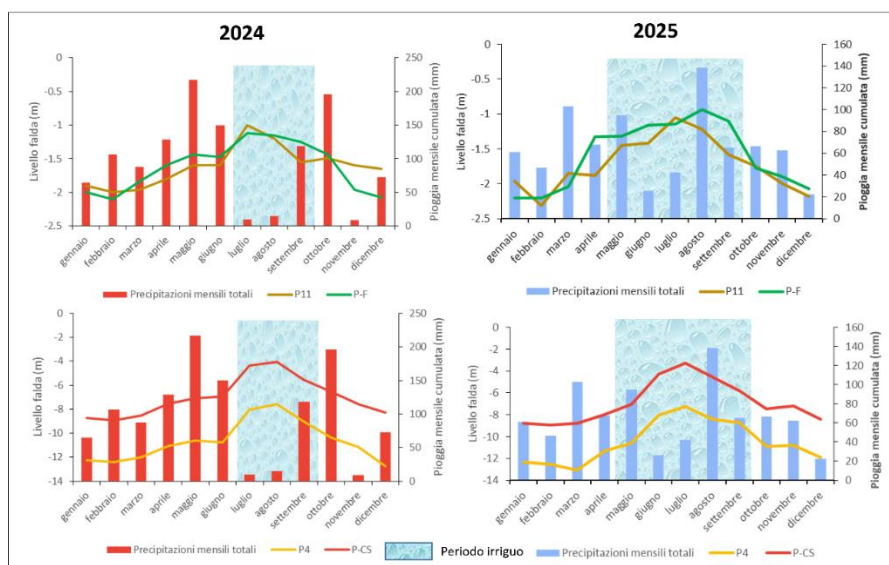 2024
2025
Livello falda (m)
0
-0.5
-1
-1.5
-2
-2.5
250
200
150
100
50
0
Pioggia mensile cumulata (mm)
gennaio
febbraio
marzo
aprile
maggio
giugno
luglio
agosto
settembre
ottobre
novembre
dicembre
Precipitazioni mensili totali P11 P-F
Livello falda (m)
0
-0.5
-1
-1.5
-2
-2.5
160
140
120
100
80
60
40
20
0
Pioggia mensile cumulata (mm)
gennaio
febbraio
marzo
aprile
maggio
giugno
luglio
agosto
settembre
ottobre
novembre
dicembre
Precipitazioni mensili totali P11 P-F
Livello falda (m)
0
-2
-4
-6
-8
-10
-12
-14
250
200
150
100
50
0
Pioggia mensile cumulata (mm)
gennaio
febbraio
marzo
aprile
maggio
giugno
luglio
agosto
settembre
ottobre
novembre
dicembre
Precipitazioni mensili totali P4 P-CS
Periodo irriguo
Livello falda (m)
0
-2
-4
-6
-8
-10
-12
-14
160
140
120
100
80
60
40
20
0
Pioggia mensile cumulata (mm)
gennaio
febbraio
marzo
aprile
maggio
giugno
luglio
agosto
settembre
ottobre
novembre
dicembre
Precipitazioni mensili totali P4 P-CS